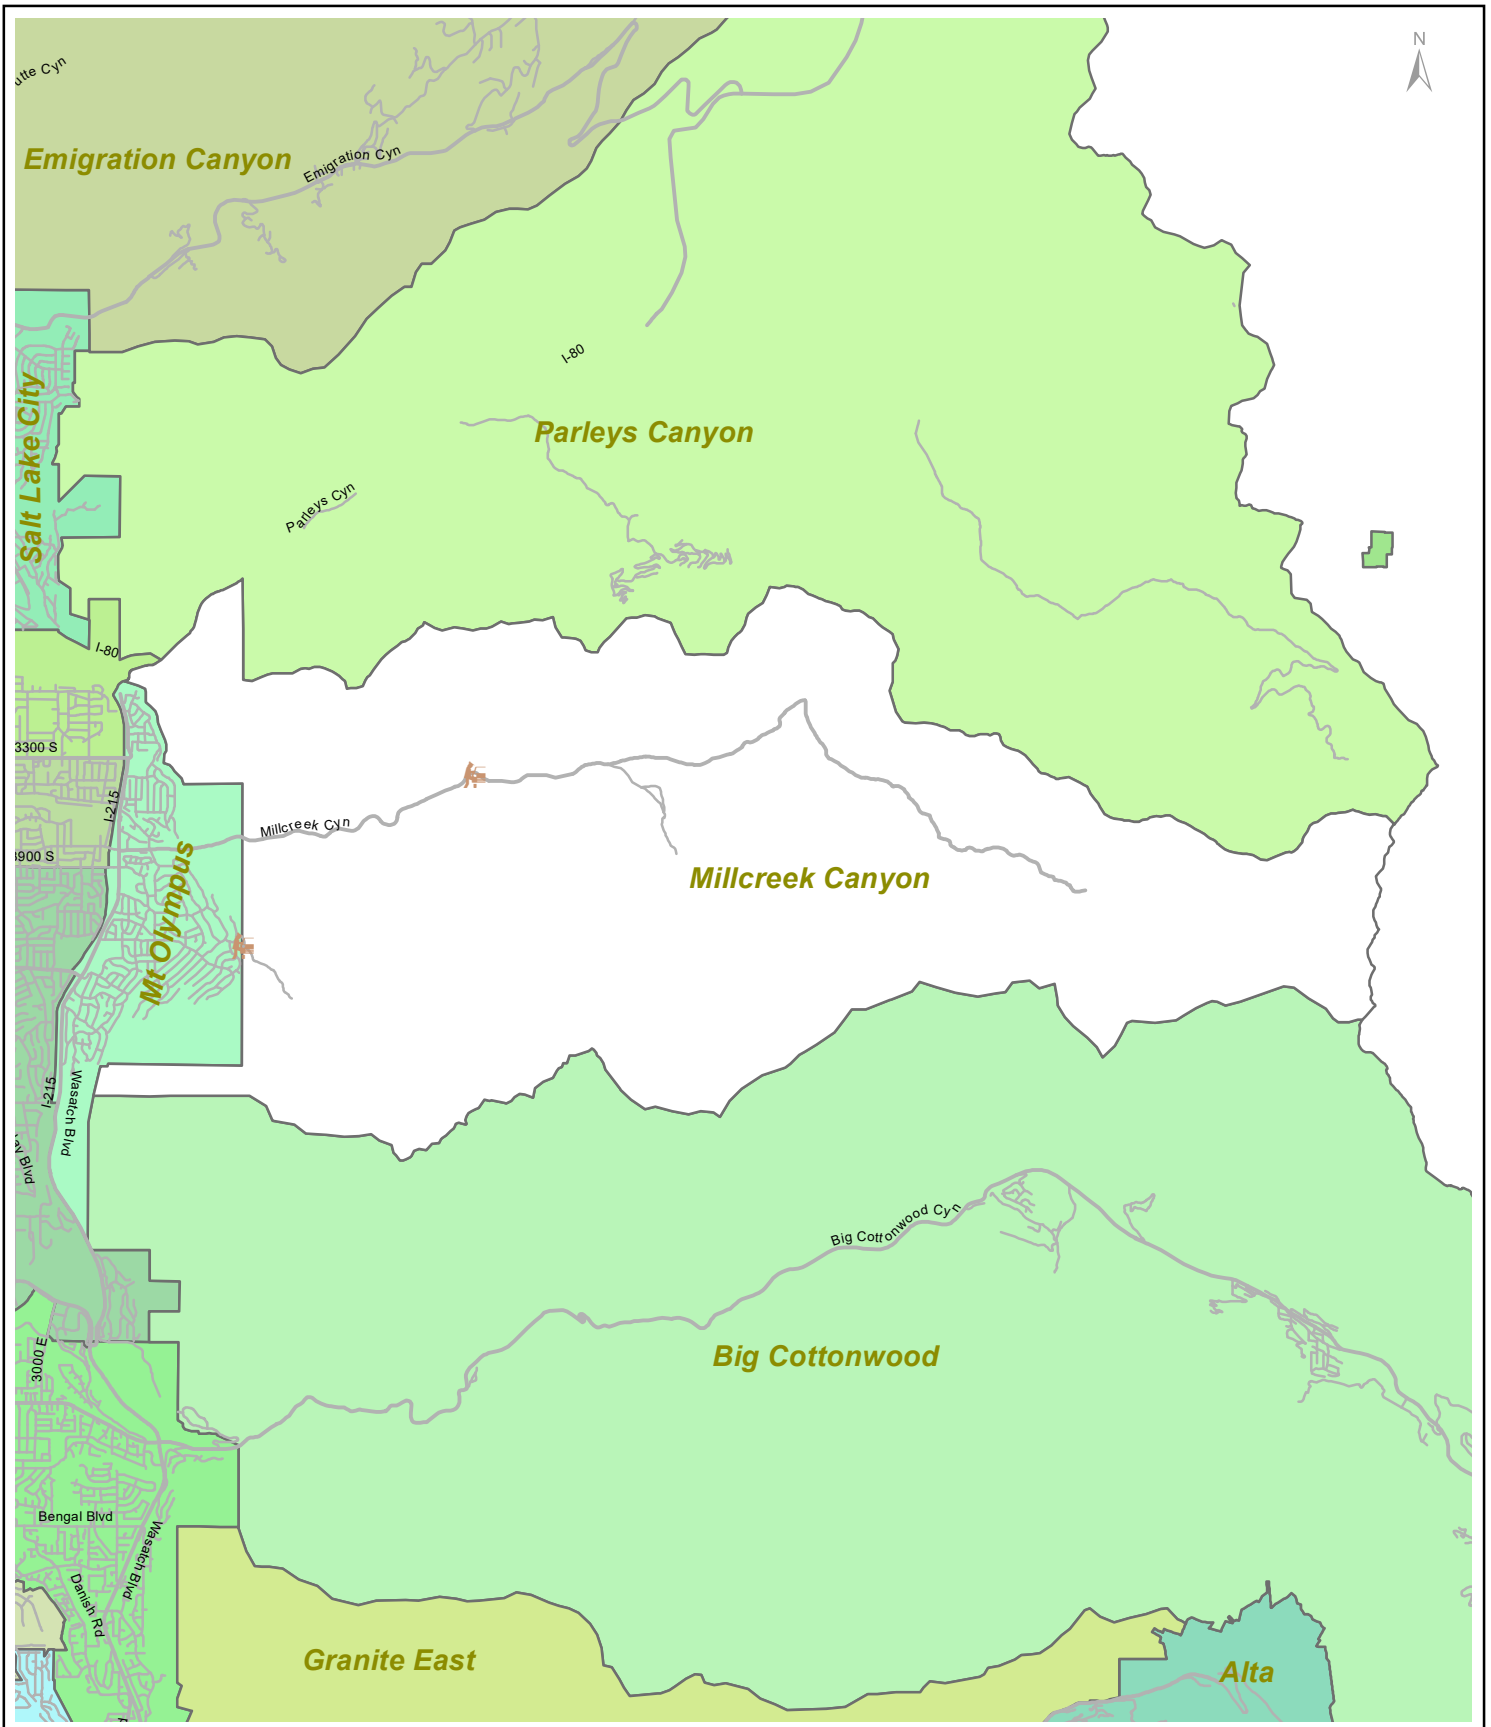 N
utte Cyn
Emigration Canyon
Emigration Cyn
I-80
Salt Lake City
Parleys Canyon
Parleys Cyn
I-80
3300 S
I-215
Millcreek Cyn
3900 S
Mt Olympus
Millcreek Canyon
I-215
Wasatch Blvd
ay Blvd
Big Cottonwood Cyn
3000 E
Big Cottonwood
Bengal Blvd
Wasatch Blvd
Danish Rd
Granite East
Alta